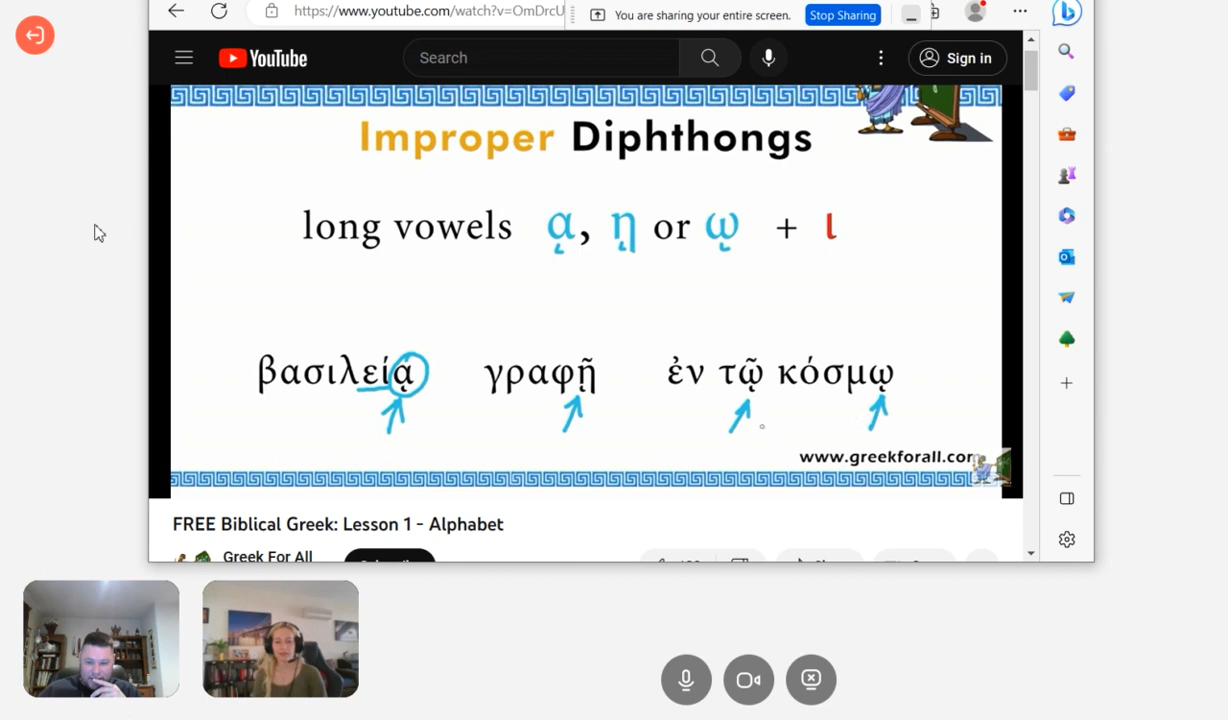 https://www.youtube.com/watch?v=OmDrcU
You are sharing your entire screen.
Stop Sharing
YouTube
Search
Sign in
Improper Diphthongs
long vowels ᾳ, ῃ or ῳ + ι
βασιλείᾳ γραφῇ ἐν τῷ κόσμῳ
www.greekforall.com
FREE Biblical Greek: Lesson 1 - Alphabet
Greek For All